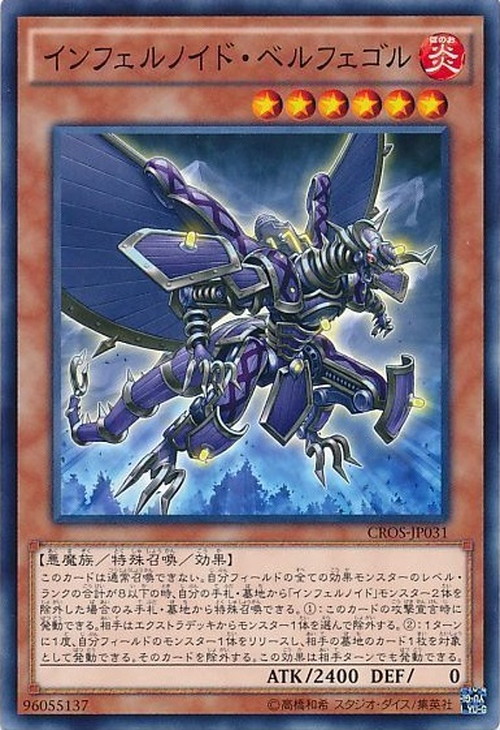 インフェルノイド・ベルフェゴル
炎
CROS-JP031
【悪魔族／特殊召喚／効果】
このカードは通常召喚できない。自分フィールドの全ての効果モンスターのレベル・
ランクの合計が８以下の時、自分の手札・墓地から「インフェルノイド」モンスター２体を
除外した場合のみ手札・墓地から特殊召喚できる。①：このカードの攻撃宣言時に
発動できる。相手はエクストラデッキからモンスター１体を選んで除外する。②：１ターン
に１度、自分フィールドのモンスター１体をリリースし、相手の墓地のカード１枚を対象
として発動できる。そのカードを除外する。この効果は相手ターンでも発動できる。
ATK/2400 DEF/ 0
96055137
©高橋和希 スタジオ・ダイス/集英社